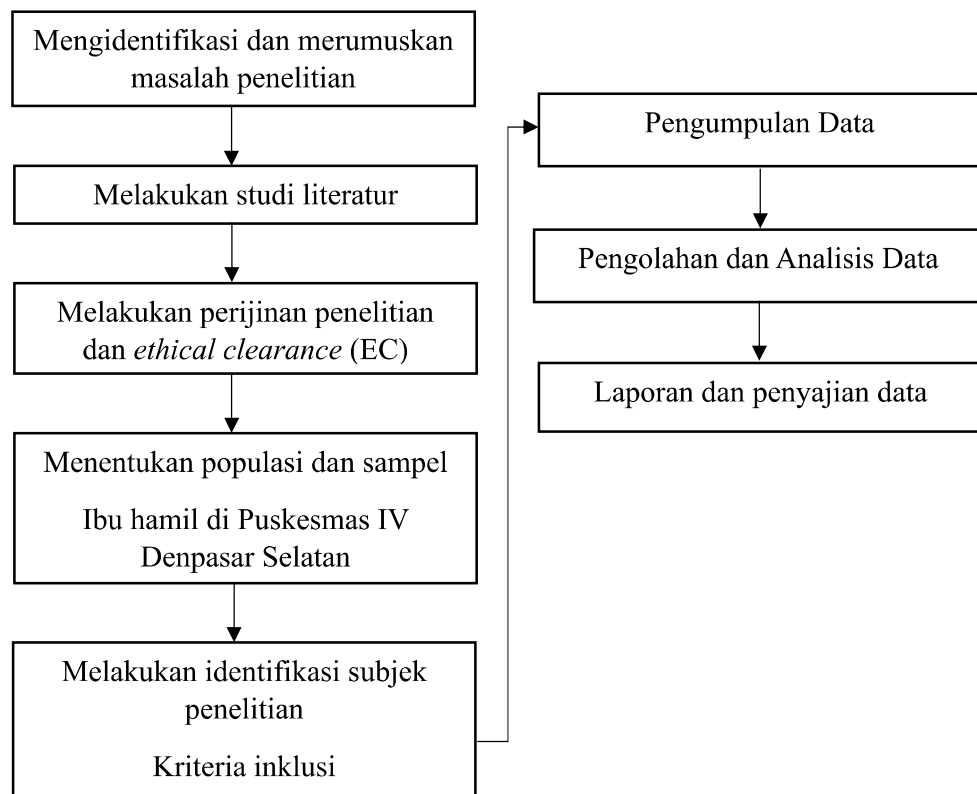 Mengidentifikasi dan merumuskan
masalah penelitian
Melakukan studi literatur
Melakukan perijinan penelitian
dan ethical clearance (EC)
Menentukan populasi dan sampel
Ibu hamil di Puskesmas IV
Denpasar Selatan
Melakukan identifikasi subjek
penelitian
Kriteria inklusi
Pengumpulan Data
Pengolahan dan Analisis Data
Laporan dan penyajian data